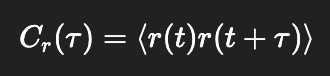 C_r(τ) = ⟨r(t)r(t + τ)⟩